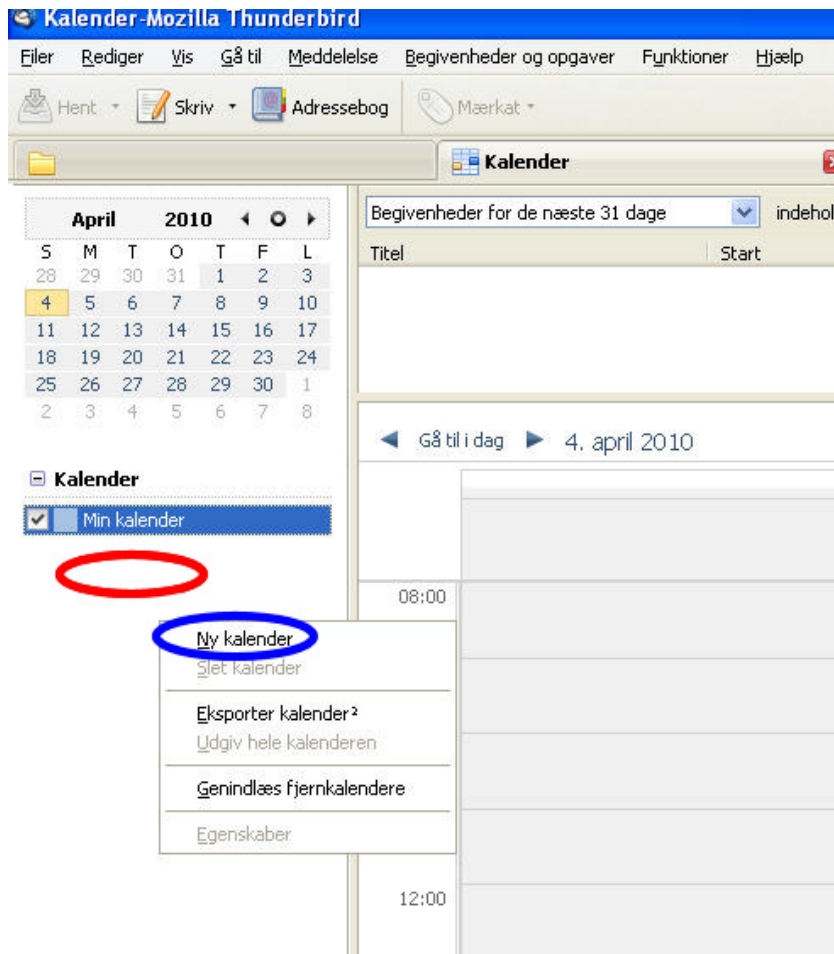 Kalender-Mozilla Thunderbird
Filer Rediger Vis Gå til Meddelelse Begivenheder og opgaver Funktioner Hjælp
Hent Skriv Adressebog Mærkat
Kalender
April 2010
Begivenheder for de næste 31 dage indehol
S M T O T F L
Titel Start
28 29 30 31 1 2 3
4 5 6 7 8 9 10
11 12 13 14 15 16 17
18 19 20 21 22 23 24
25 26 27 28 29 30 1
2 3 4 5 6 7 8
Gå til i dag 4. april 2010
Kalender
Min kalender
08:00
Ny kalender
Slet kalender
Eksporter kalender²
Udgiv hele kalenderen
Genindlæs fjernkalendere
Egenskaber
12:00